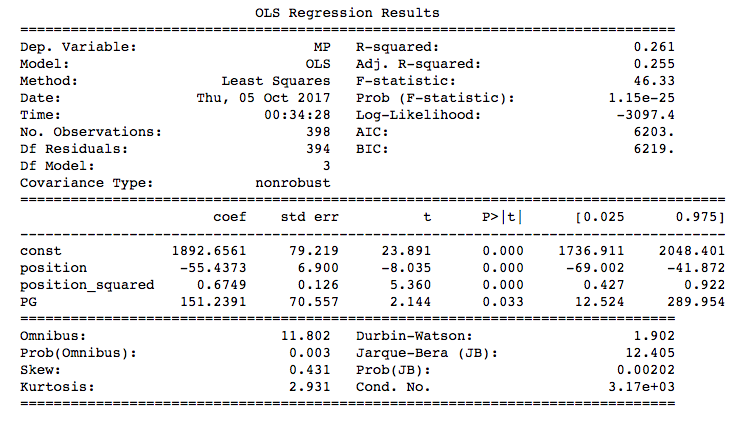 OLS Regression Results
==============================================================================
Dep. Variable:                     MP   R-squared:                       0.261
Model:                            OLS   Adj. R-squared:                  0.255
Method:                 Least Squares   F-statistic:                     46.33
Date:                Thu, 05 Oct 2017   Prob (F-statistic):           1.15e-25
Time:                        00:34:28   Log-Likelihood:                -3097.4
No. Observations:                 398   AIC:                             6203.
Df Residuals:                     394   BIC:                             6219.
Df Model:                           3
Covariance Type:            nonrobust
====================================================================================
                       coef    std err          t      P>|t|      [0.025      0.975]
------------------------------------------------------------------------------------
const             1892.6561     79.219     23.891      0.000    1736.911    2048.401
position           -55.4373      6.900     -8.035      0.000     -69.002     -41.872
position_squared     0.6749      0.126      5.360      0.000       0.427       0.922
PG                 151.2391     70.557      2.144      0.033      12.524     289.954
==============================================================================
Omnibus:                       11.802   Durbin-Watson:                   1.902
Prob(Omnibus):                  0.003   Jarque-Bera (JB):               12.405
Skew:                           0.431   Prob(JB):                      0.00202
Kurtosis:                       2.931   Cond. No.                     3.17e+03
==============================================================================